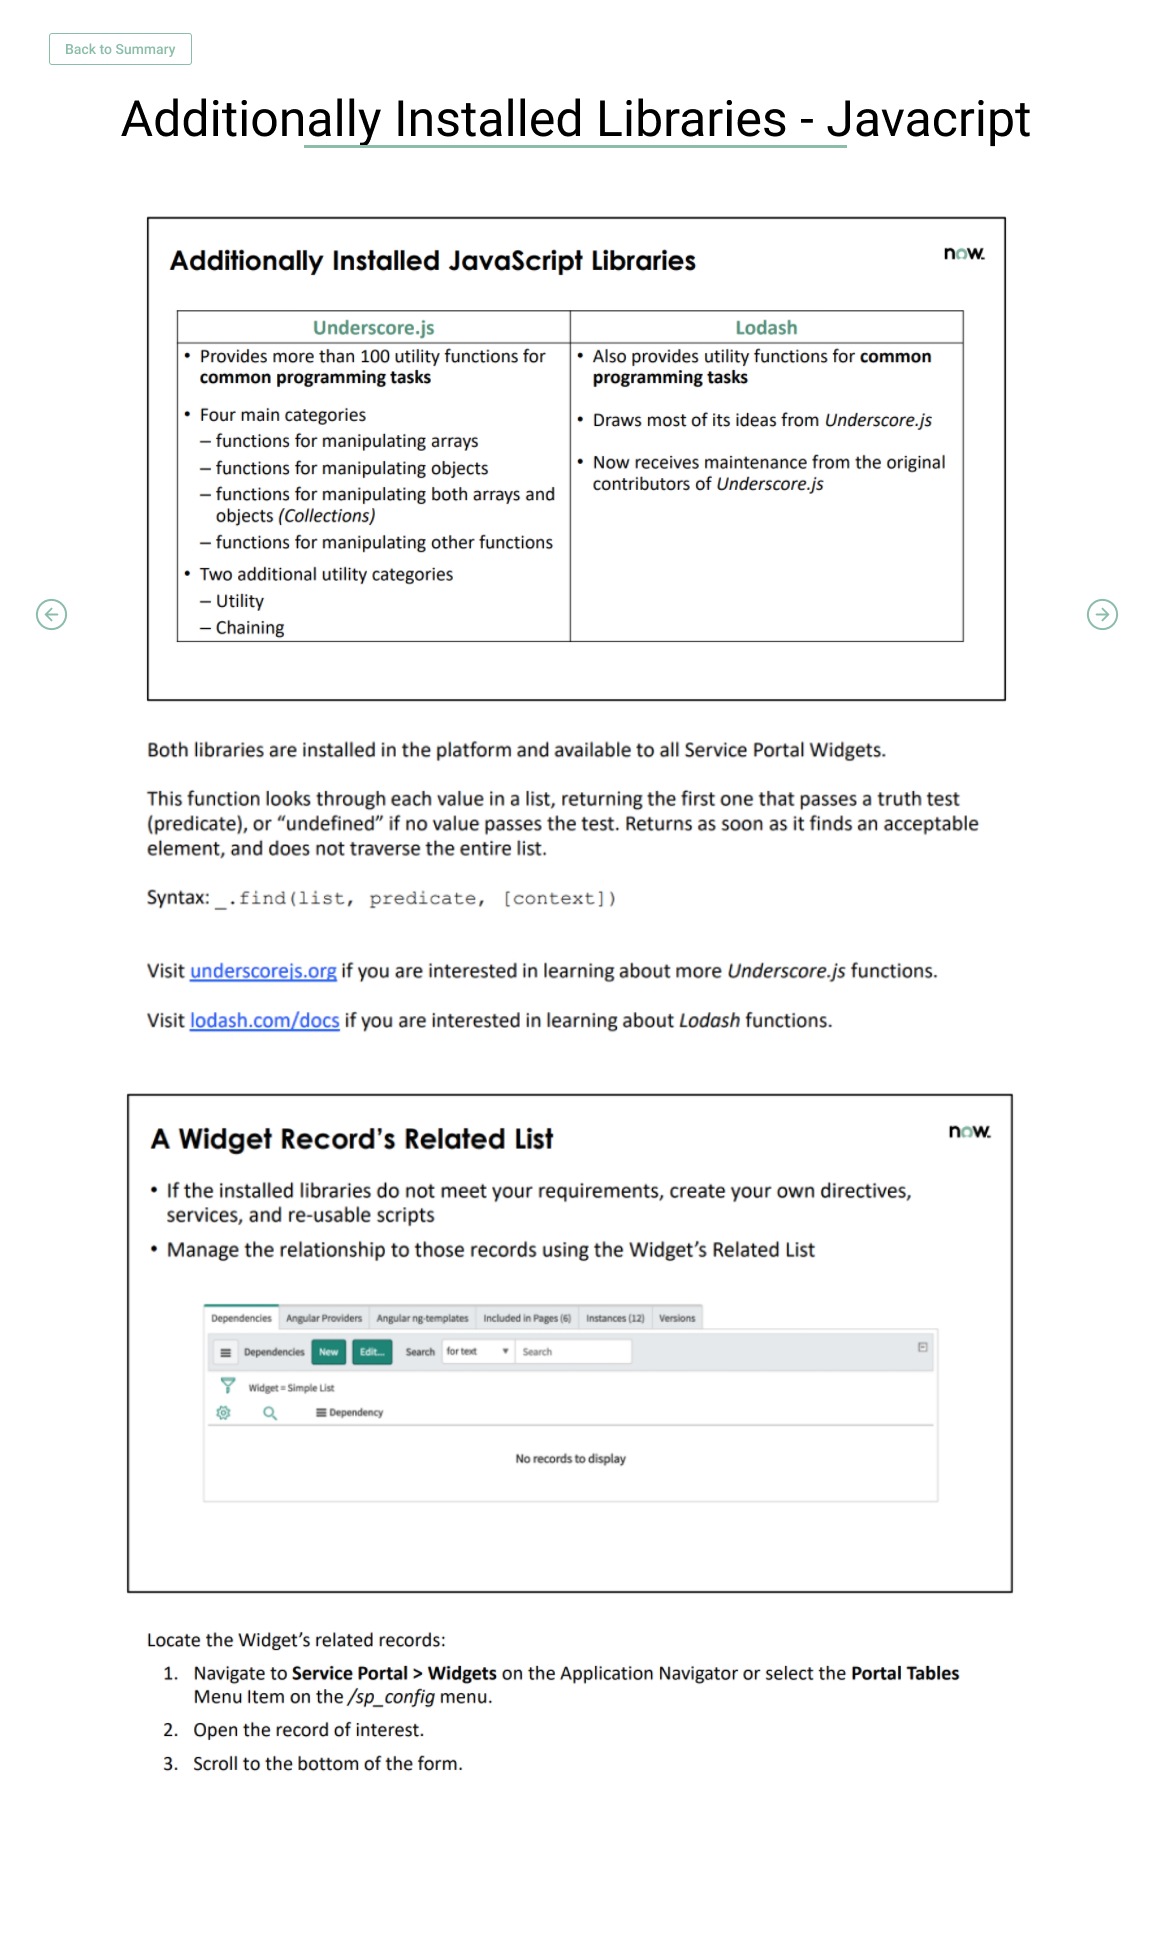 Back to Summary
Additionally Installed Libraries - Javacript
Additionally Installed JavaScript Libraries
now.
Underscore.js
• Provides more than 100 utility functions for
common programming tasks
• Four main categories
– functions for manipulating arrays
– functions for manipulating objects
– functions for manipulating both arrays and
objects (Collections)
– functions for manipulating other functions
• Two additional utility categories
– Utility
– Chaining
Lodash
• Also provides utility functions for common
programming tasks
• Draws most of its ideas from Underscore.js
• Now receives maintenance from the original
contributors of Underscore.js
Both libraries are installed in the platform and available to all Service Portal Widgets.
This function looks through each value in a list, returning the first one that passes a truth test
(predicate), or “undefined” if no value passes the test. Returns as soon as it finds an acceptable
element, and does not traverse the entire list.
Syntax: _.find(list, predicate, [context])
Visit underscorejs.org if you are interested in learning about more Underscore.js functions.
Visit lodash.com/docs if you are interested in learning about Lodash functions.
A Widget Record’s Related List
now.
• If the installed libraries do not meet your requirements, create your own directives,
services, and re-usable scripts
• Manage the relationship to those records using the Widget’s Related List
Dependencies Angular Providers Angular ng-templates Included in Pages (6) Instances (12) Versions
Dependencies New Edit... Search for text Search
Widget = Simple List
Dependency
No records to display
Locate the Widget’s related records:
1. Navigate to Service Portal > Widgets on the Application Navigator or select the Portal Tables
Menu Item on the /sp_config menu.
2. Open the record of interest.
3. Scroll to the bottom of the form.